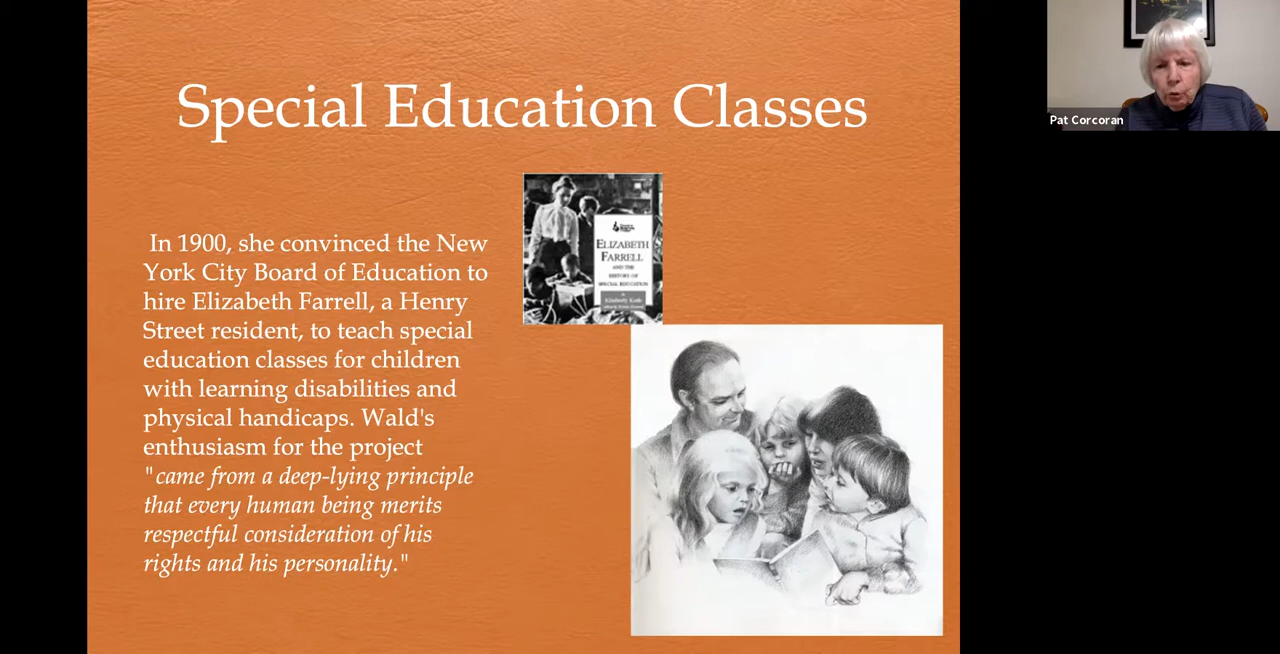 Special Education Classes
In 1900, she convinced the New
York City Board of Education to
hire Elizabeth Farrell, a Henry
Street resident, to teach special
education classes for children
with learning disabilities and
physical handicaps. Wald's
enthusiasm for the project
"came from a deep-lying principle
that every human being merits
respectful consideration of his
rights and his personality."
ELIZABETH
FARRELL
AND THE
HISTORY OF
SPECIAL EDUCATION
Pat Corcoran